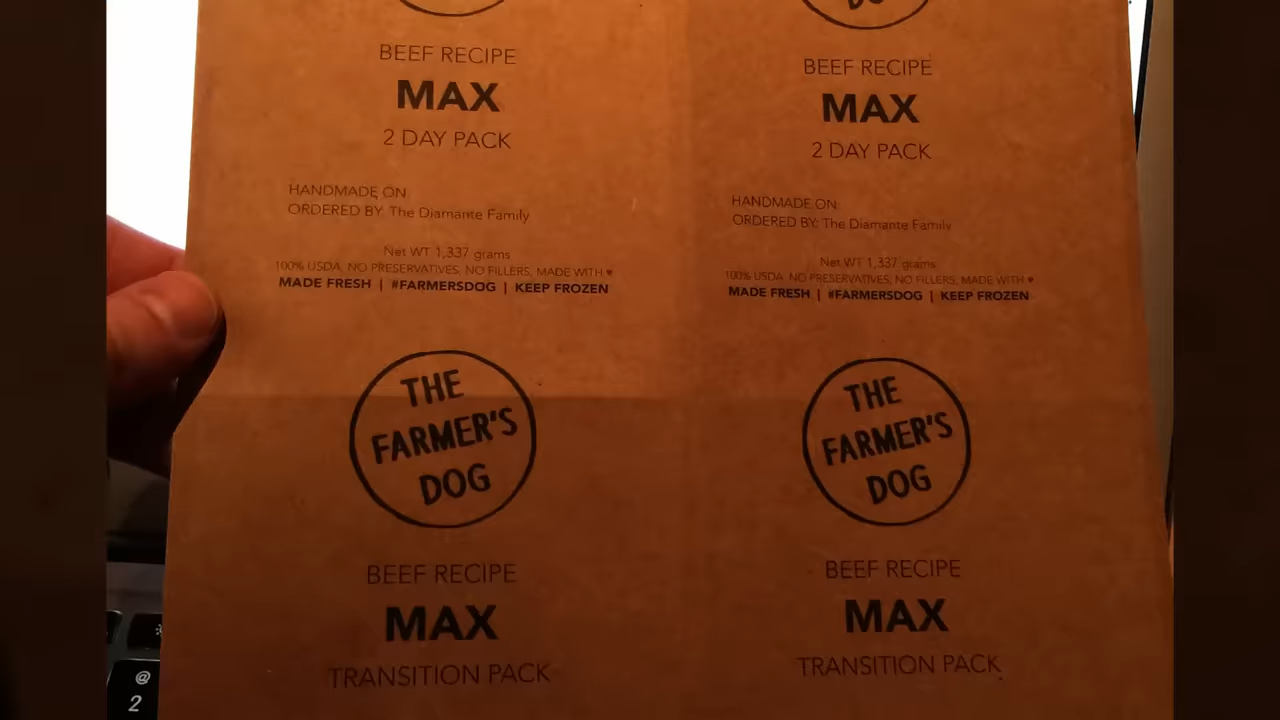 DO
BEEF RECIPE
MAX
2 DAY PACK
HANDMADE ON:
ORDERED BY: The Diamante Family
Net WT 1,337 grams
100% USDA, NO PRESERVATIVES, NO FILLERS, MADE WITH ♥
MADE FRESH | #FARMERSDOG | KEEP FROZEN
BEEF RECIPE
MAX
2 DAY PACK
HANDMADE ON:
ORDERED BY: The Diamante Family
Net WT 1,337 grams
100% USDA, NO PRESERVATIVES, NO FILLERS, MADE WITH ♥
MADE FRESH | #FARMERSDOG | KEEP FROZEN
THE
FARMER'S
DOG
BEEF RECIPE
MAX
TRANSITION PACK
THE
FARMER'S
DOG
BEEF RECIPE
MAX
TRANSITION PACK
@
2